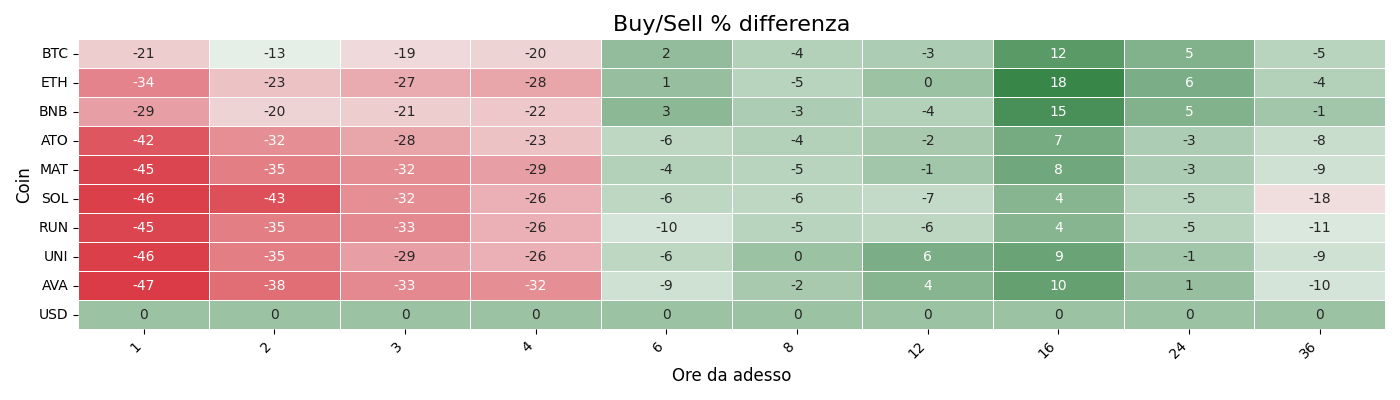 Buy/Sell % differenza
Coin
BTC -21 -13 -19 -20 2 -4 -3 12 5 -5
ETH -34 -23 -27 -28 1 -5 0 18 6 -4
BNB -29 -20 -21 -22 3 -3 -4 15 5 -1
ATO -42 -32 -28 -23 -6 -4 -2 7 -3 -8
MAT -45 -35 -32 -29 -4 -5 -1 8 -3 -9
SOL -46 -43 -32 -26 -6 -6 -7 4 -5 -18
RUN -45 -35 -33 -26 -10 -5 -6 4 -5 -11
UNI -46 -35 -29 -26 -6 0 6 9 -1 -9
AVA -47 -38 -33 -32 -9 -2 4 10 1 -10
USD 0 0 0 0 0 0 0 0 0 0
1 2 3 4 6 8 12 16 24 36
Ore da adesso